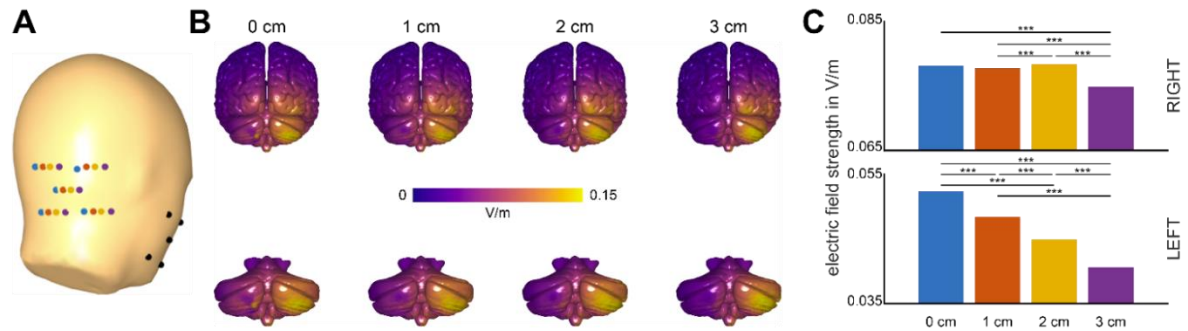 A
B
0 cm
1 cm
2 cm
3 cm
0
0.15
V/m
C
electric field strength in V/m
0.085
0.065
***
***
***
***
RIGHT
0.055
0.035
***
***
***
***
***
***
LEFT
0 cm
1 cm
2 cm
3 cm